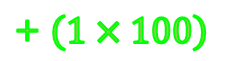 + (1 × 100)